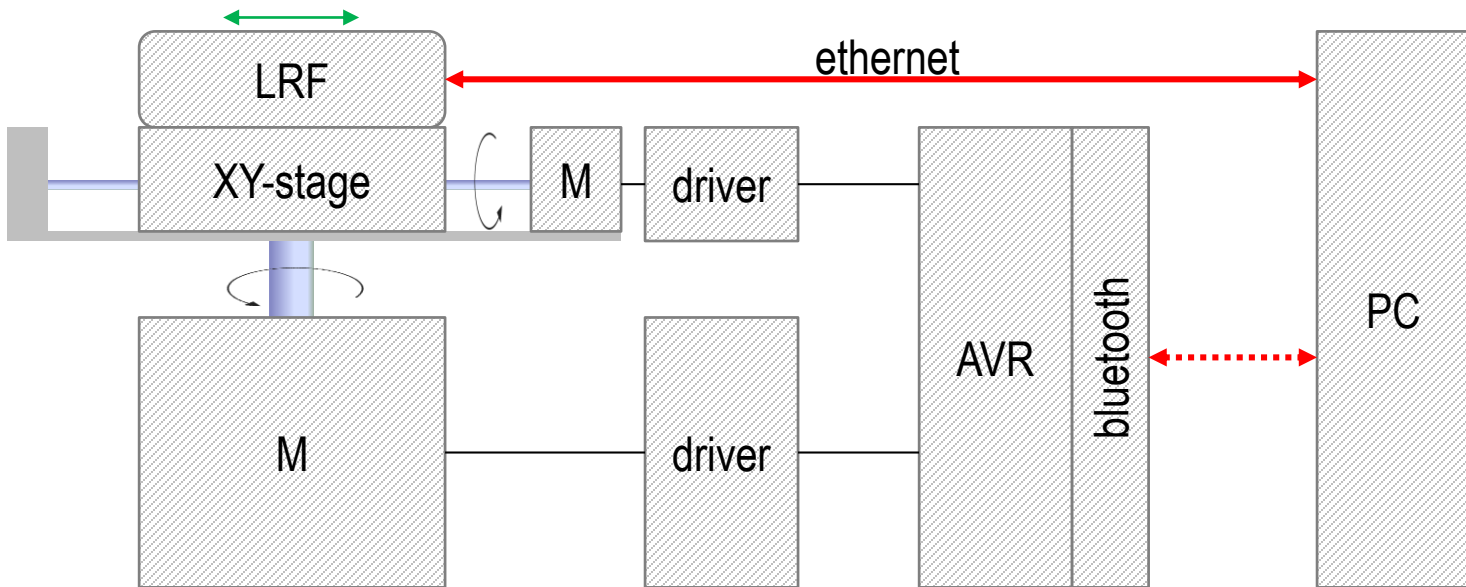 LRF
ethernet
XY-stage
M
driver
M
driver
AVR
bluetooth
PC